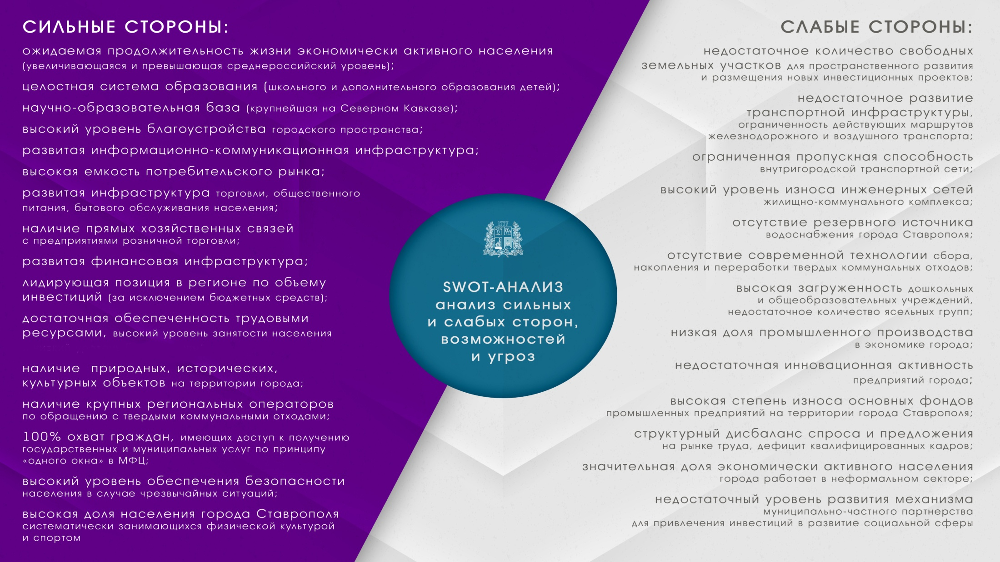 СИЛЬНЫЕ СТОРОНЫ:
ожидаемая продолжительность жизни экономически активного населения
(увеличивающаяся и превышающая среднероссийский уровень);
целостная система образования (школьного и дополнительного образования детей);
научно-образовательная база (крупнейшая на Северном Кавказе);
высокий уровень благоустройства городского пространства;
развитая информационно-коммуникационная инфраструктура;
высокая емкость потребительского рынка;
развитая инфраструктура торговли, общественного
питания, бытового обслуживания населения;
наличие прямых хозяйственных связей
с предприятиями розничной торговли;
развитая финансовая инфраструктура;
лидирующая позиция в регионе по объему
инвестиций (за исключением бюджетных средств);
достаточная обеспеченность трудовыми
ресурсами, высокий уровень занятости населения
наличие природных, исторических,
культурных объектов на территории города;
наличие крупных региональных операторов
по обращению с твердыми коммунальными отходами;
100% охват граждан, имеющих доступ к получению
государственных и муниципальных услуг по принципу
«одного окна» в МФЦ;
высокий уровень обеспечения безопасности
населения в случае чрезвычайных ситуаций;
высокая доля населения города Ставрополя
систематически занимающихся физической культурой
и спортом
1777
SWOT-АНАЛИЗ
анализ сильных
и слабых сторон,
возможностей
и угроз
СЛАБЫЕ СТОРОНЫ:
недостаточное количество свободных
земельных участков для пространственного развития
и размещения новых инвестиционных проектов;
недостаточное развитие
транспортной инфраструктуры,
ограниченность действующих маршрутов
железнодорожного и воздушного транспорта;
ограниченная пропускная способность
внутригородской транспортной сети;
высокий уровень износа инженерных сетей
жилищно-коммунального комплекса;
отсутствие резервного источника
водоснабжения города Ставрополя;
отсутствие современной технологии сбора,
накопления и переработки твердых коммунальных отходов;
высокая загруженность дошкольных
и общеобразовательных учреждений,
недостаточное количество ясельных групп;
низкая доля промышленного производства
в экономике города;
недостаточная инновационная активность
предприятий города;
высокая степень износа основных фондов
промышленных предприятий на территории города Ставрополя;
структурный дисбаланс спроса и предложения
на рынке труда, дефицит квалифицированных кадров;
значительная доля экономически активного населения
города работает в неформальном секторе;
недостаточный уровень развития механизма
муниципально-частного партнерства
для привлечения инвестиций в развитие социальной сферы